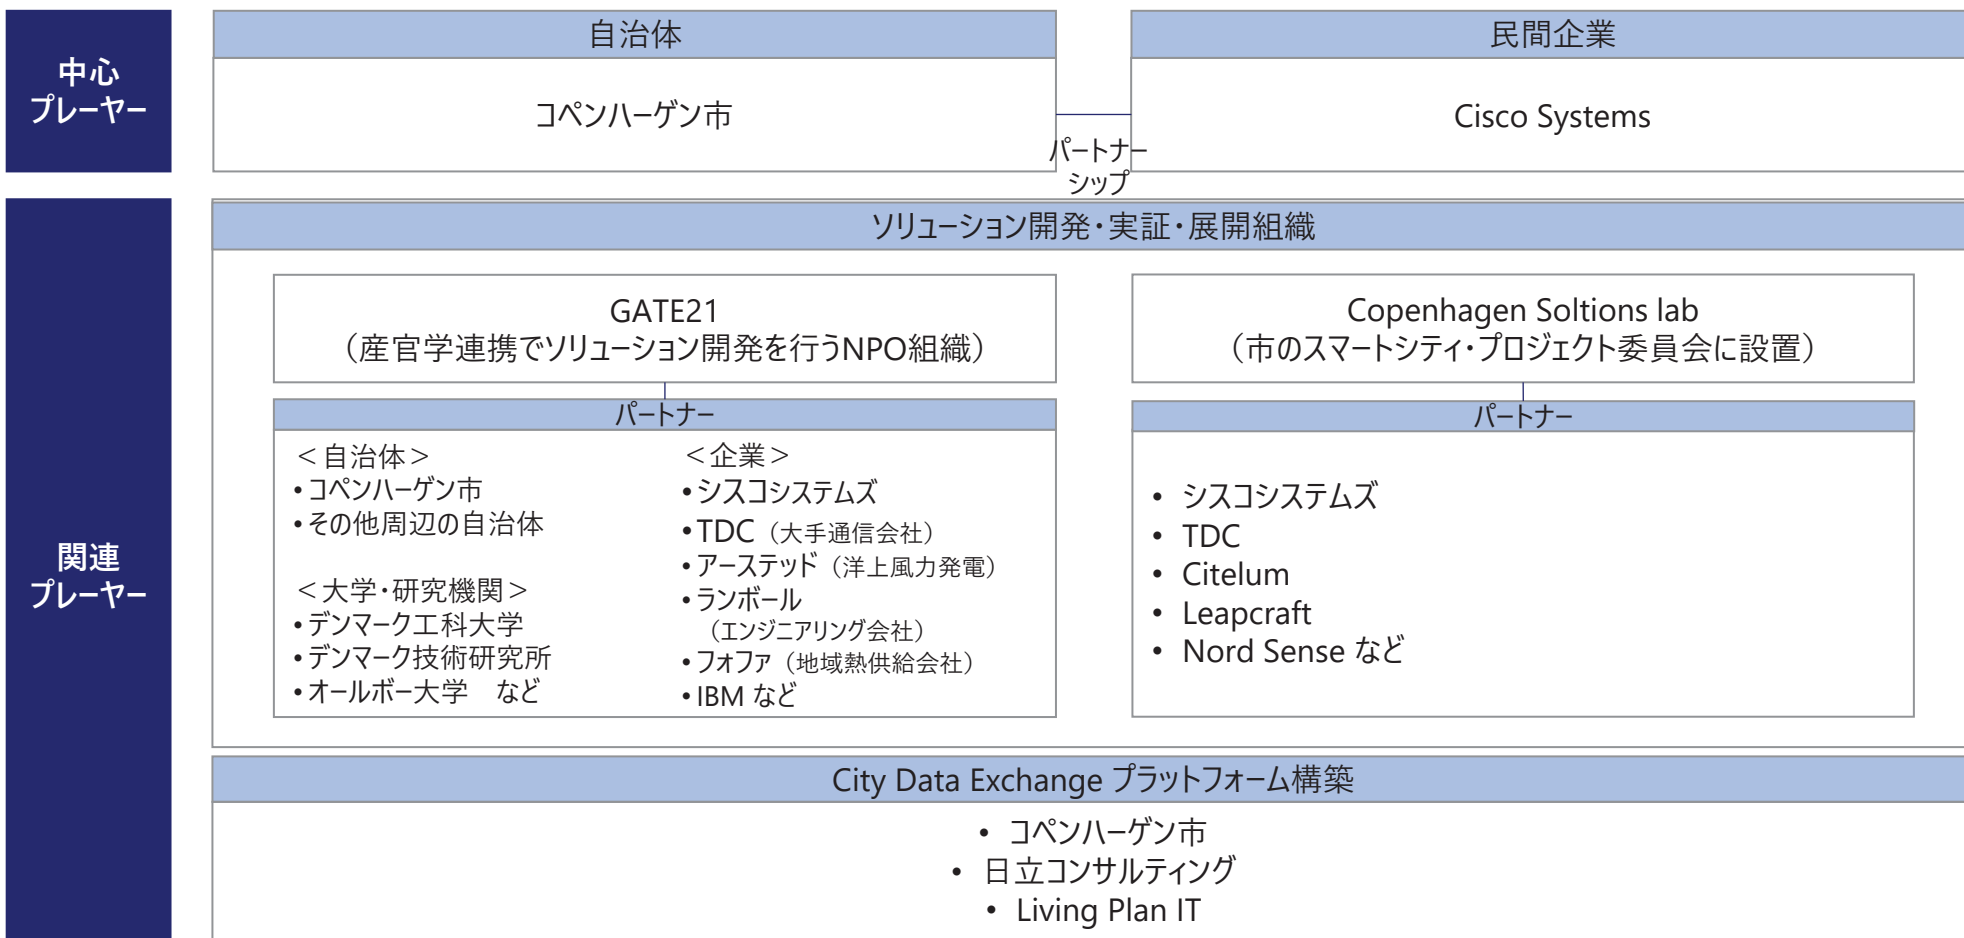 中心
プレーヤー
自治体
コペンハーゲン市
パートナー
シップ
民間企業
Cisco Systems
関連
プレーヤー
ソリューション開発・実証・展開組織
GATE21
（産官学連携でソリューション開発を行うNPO組織）
パートナー
＜自治体＞
•コペンハーゲン市
•その他周辺の自治体
＜大学・研究機関＞
•デンマーク工科大学
•デンマーク技術研究所
•オールボー大学　など
＜企業＞
•シスコシステムズ
•TDC（大手通信会社）
•アーステッド（洋上風力発電）
•ランボール
（エンジニアリング会社）
•フォファ（地域熱供給会社）
•IBM など
Copenhagen Soltions lab
（市のスマートシティ・プロジェクト委員会に設置）
パートナー
• シスコシステムズ
• TDC
• Citelum
• Leapcraft
• Nord Sense など
City Data Exchange プラットフォーム構築
• コペンハーゲン市
• 日立コンサルティング
• Living Plan IT